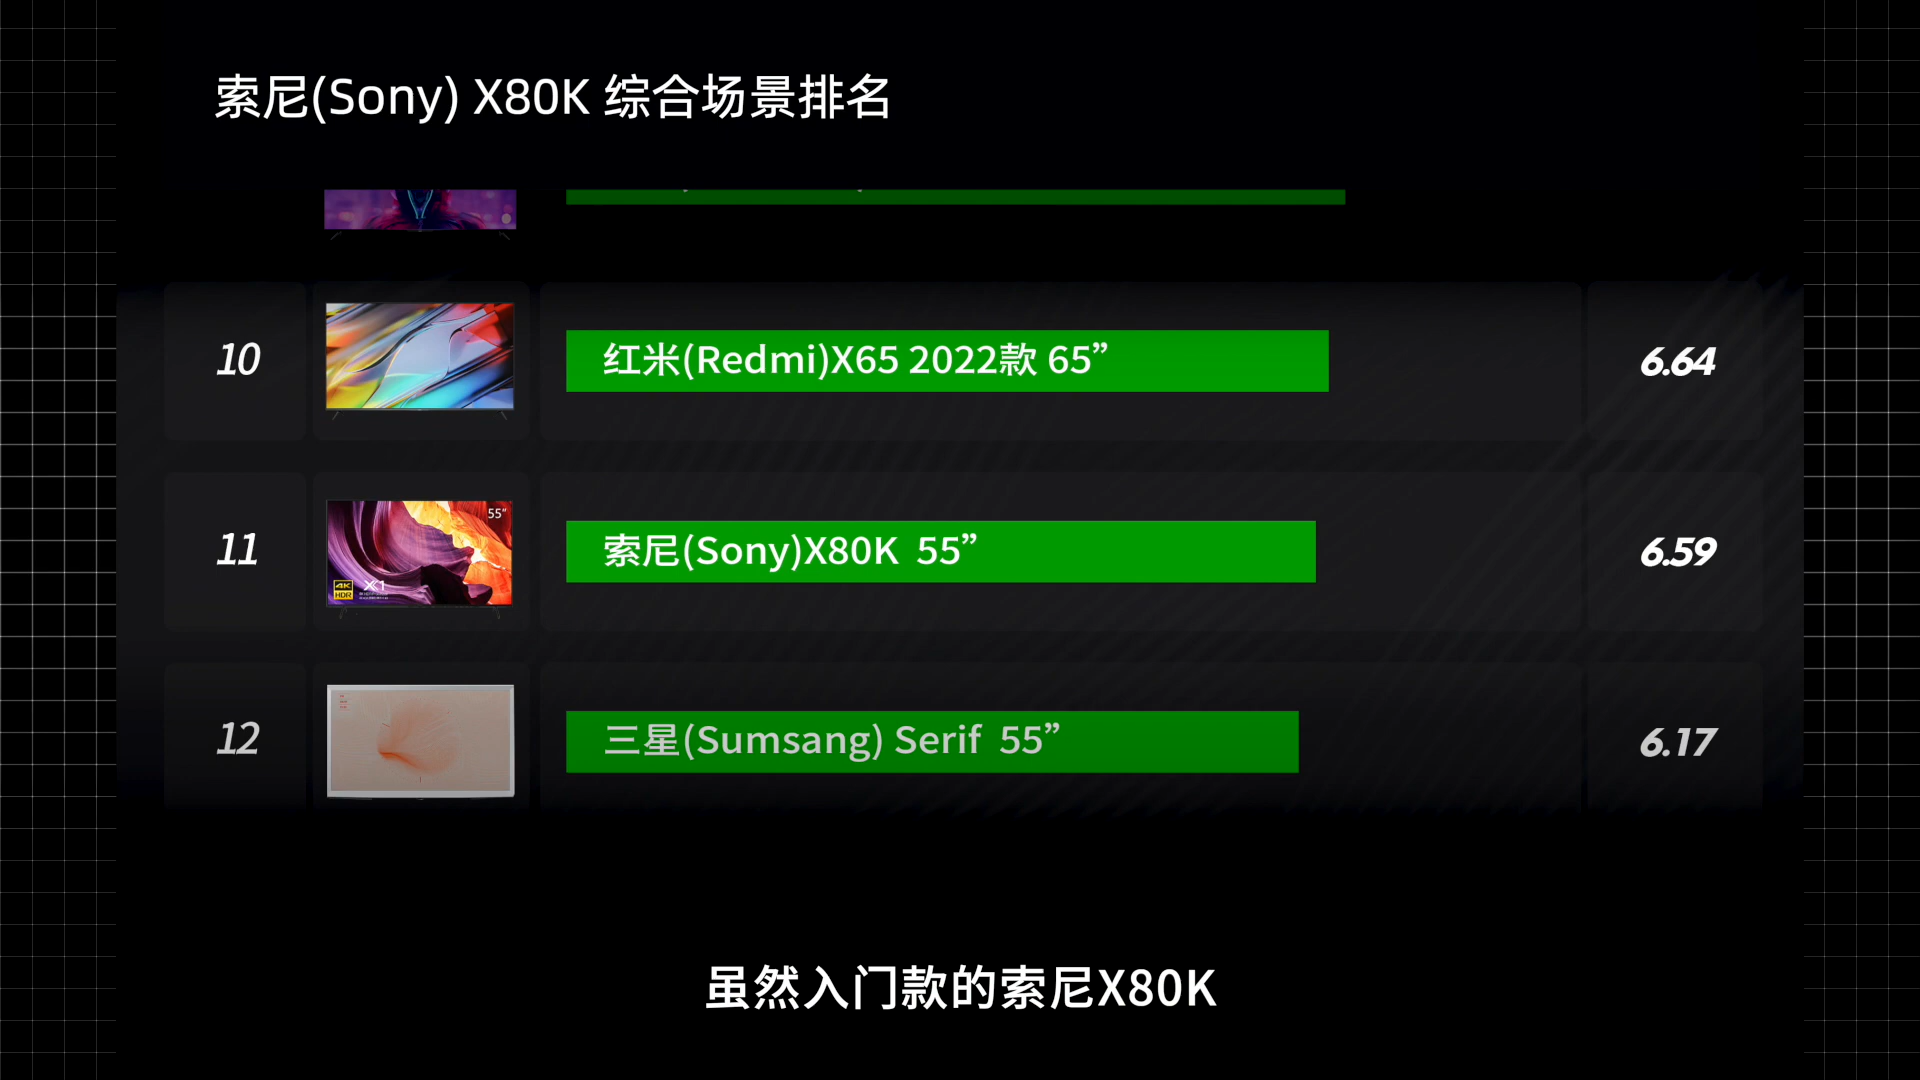 索尼(Sony) X80K 综合场景排名
10 红米(Redmi)X65 2022款 65” 6.64
55”
4K
HDR
X1
11 索尼(Sony)X80K 55” 6.59
12 三星(Sumsang) Serif 55” 6.17
虽然入门款的索尼X80K